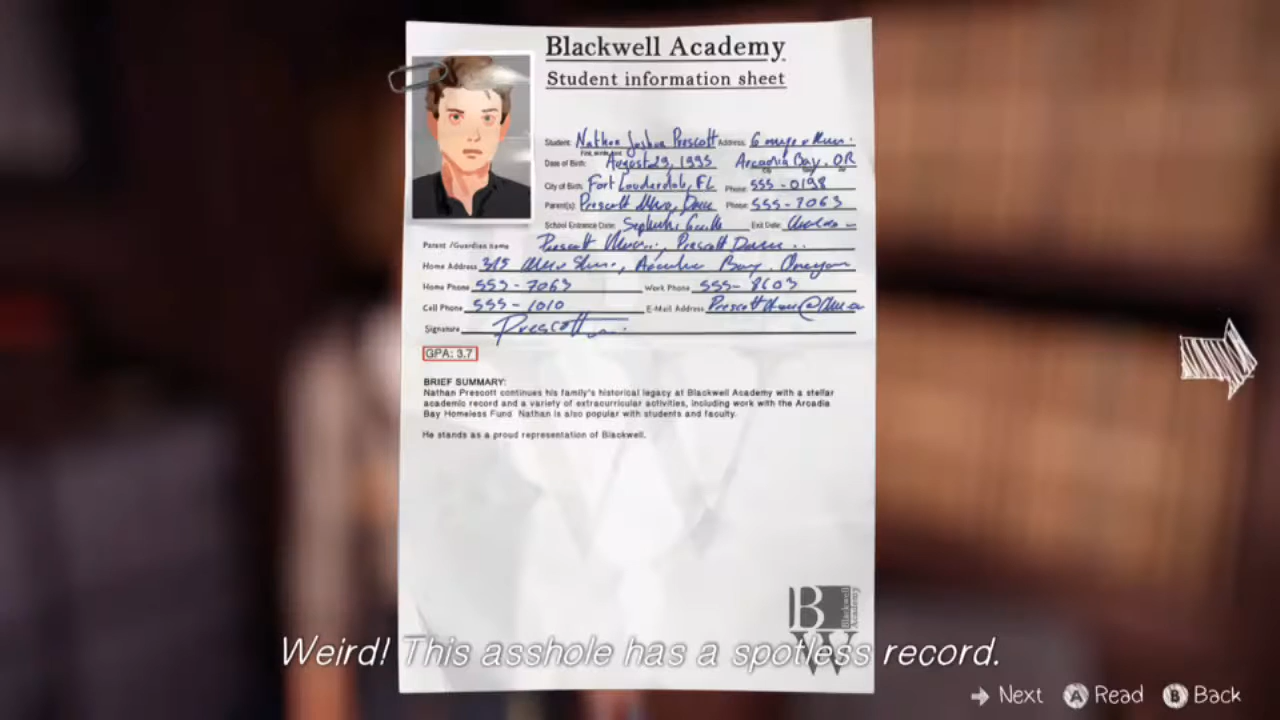 Blackwell Academy
Student information sheet
Student: Nathan Joshua Prescott Address:
Date of Birth: August 29, 1995 Arcadia Bay, OR
City of Birth: Fort Lauderdale, FL Phone: 555-0198
Parent(s): Prescott Phone: 555-7063
School Entrance Date: Exit Date:
Parent /Guardian name Prescott Prescott
Home Address 315 Bay, Oregon
Home Phone 555-7063 Work Phone 555-8603
Cell Phone 555-1010 E-Mail Address
Signature Prescott
GPA: 3.7
BRIEF SUMMARY:
Nathan Prescott continues his family's historical legacy at Blackwell Academy with a stellar
academic record and a variety of extracurricular activities, including work with the Arcadia
Bay Homeless Fund Nathan is also popular with students and faculty.
He stands as a proud representation of Blackwell.
B Blackwell Academy
W
Weird! This asshole has a spotless record.
Next A Read B Back